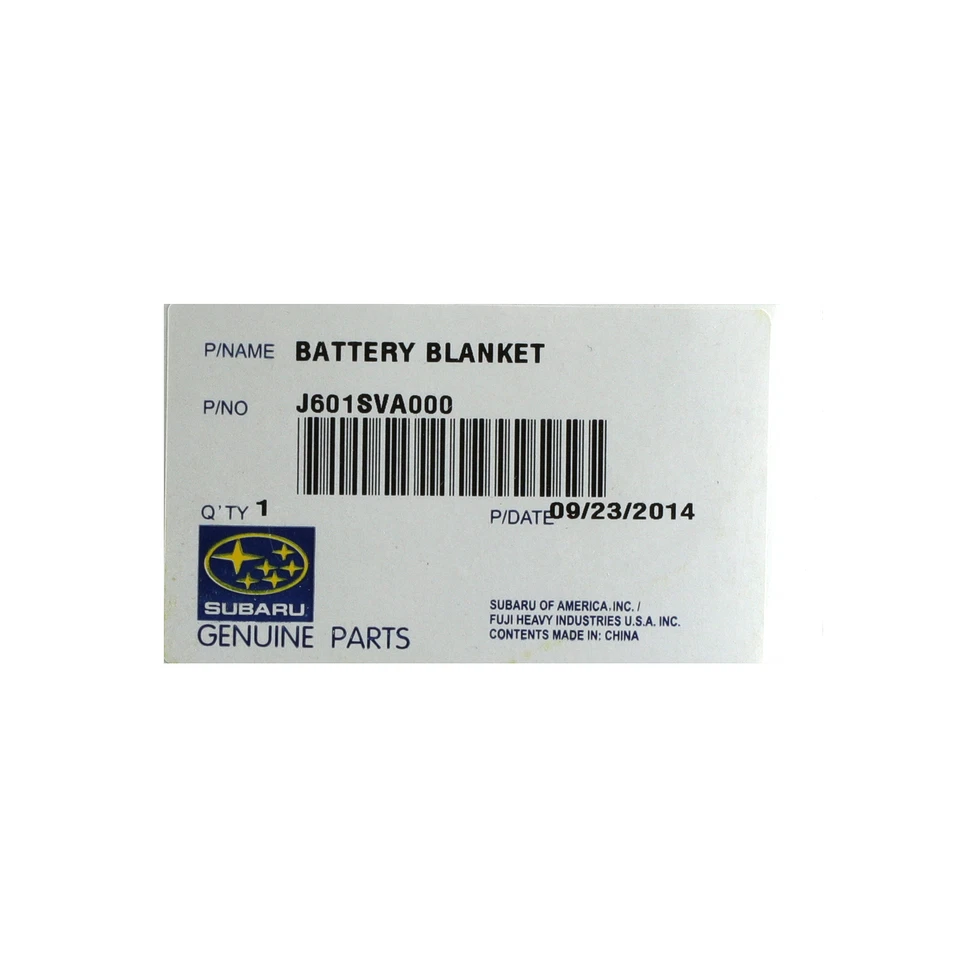 P/NAME BATTERY BLANKET
P/NO J601SVA000
Q'TY 1 P/DATE 09/23/2014
SUBARU
GENUINE PARTS
SUBARU OF AMERICA.INC./
FUJI HEAVY INDUSTRIES U.S.A. INC.
CONTENTS MADE IN: CHINA